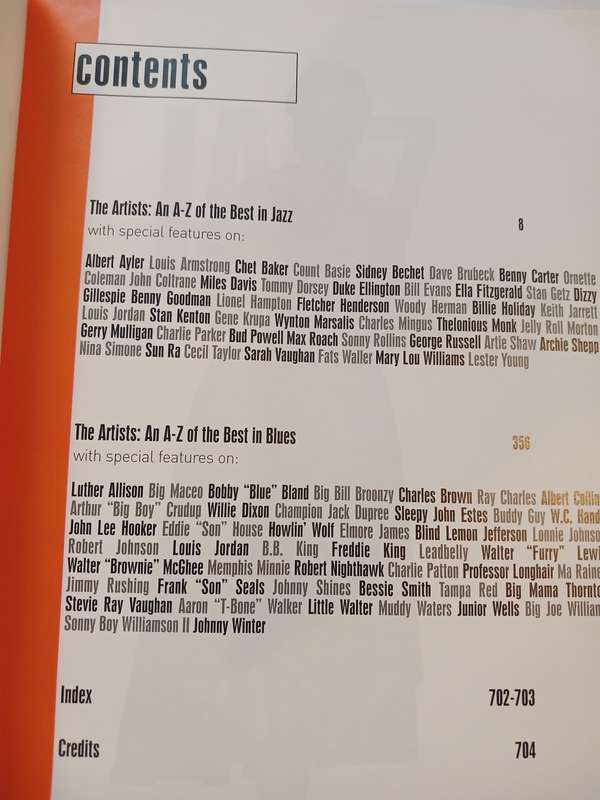 contents
The Artists: An A-Z of the Best in Jazz 8
with special features on:
Albert Ayler Louis Armstrong Chet Baker Count Basie Sidney Bechet Dave Brubeck Benny Carter Ornette
Coleman John Coltrane Miles Davis Tommy Dorsey Duke Ellington Bill Evans Ella Fitzgerald Stan Getz Dizzy
Gillespie Benny Goodman Lionel Hampton Fletcher Henderson Woody Herman Billie Holiday Keith Jarrett
Louis Jordan Stan Kenton Gene Krupa Wynton Marsalis Charles Mingus Thelonious Monk Jelly Roll Morton
Gerry Mulligan Charlie Parker Bud Powell Max Roach Sonny Rollins George Russell Artie Shaw Archie Shepp
Nina Simone Sun Ra Cecil Taylor Sarah Vaughan Fats Waller Mary Lou Williams Lester Young
The Artists: An A-Z of the Best in Blues 356
with special features on:
Luther Allison Big Maceo Bobby “Blue” Bland Big Bill Broonzy Charles Brown Ray Charles Albert Collin
Arthur “Big Boy” Crudup Willie Dixon Champion Jack Dupree Sleepy John Estes Buddy Guy W.C. Hand
John Lee Hooker Eddie “Son” House Howlin’ Wolf Elmore James Blind Lemon Jefferson Lonnie Johnso
Robert Johnson Louis Jordan B.B. King Freddie King Leadhelly Walter “Furry” Lewi
Walter “Brownie” McGhee Memphis Minnie Robert Nighthawk Charlie Patton Professor Longhair Ma Raine
Jimmy Rushing Frank “Son” Seals Johnny Shines Bessie Smith Tampa Red Big Mama Thornto
Stevie Ray Vaughan Aaron “T-Bone” Walker Little Walter Muddy Waters Junior Wells Big Joe William
Sonny Boy Williamson II Johnny Winter
Index 702-703
Credits 704